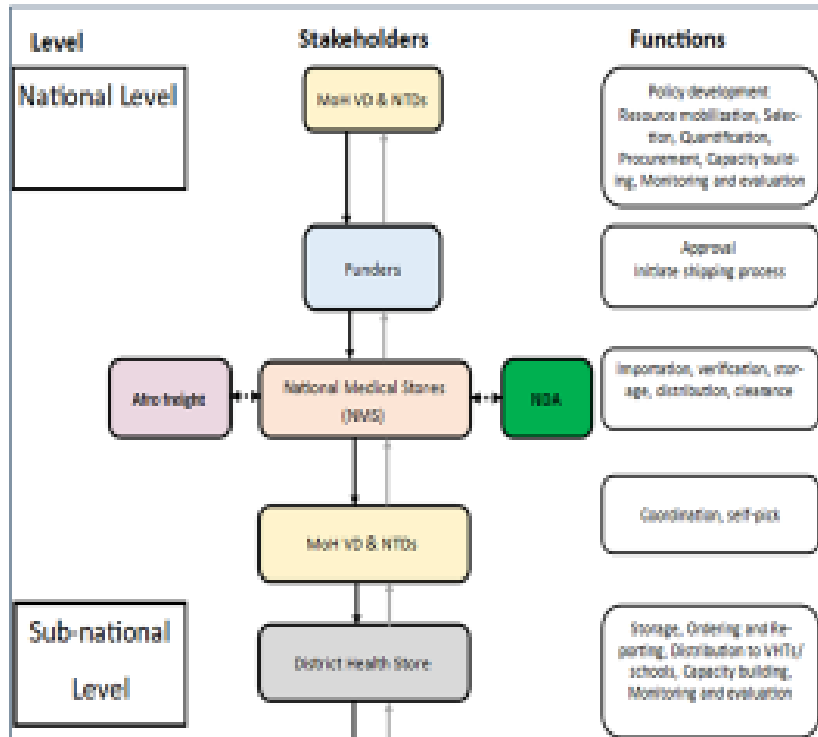 Level
Stakeholders
Functions
National Level
MoH VD & NTDs
Policy development
Resource mobilization, Selec-
tion, Quantification,
Procurement, Capacity build-
ing, Monitoring and evaluation
Funders
Approval
Initiate shipping process
Afro freight
National Medical Stores
(NMS)
NDA
Importation, verification, stor-
age, distribution, clearance
MoH VD & NTDs
Coordination, self-pick
Sub-national
Level
District Health Store
Storage, Ordering and Re-
porting, Distribution to VHTs/
schools, Capacity building,
Monitoring and evaluation